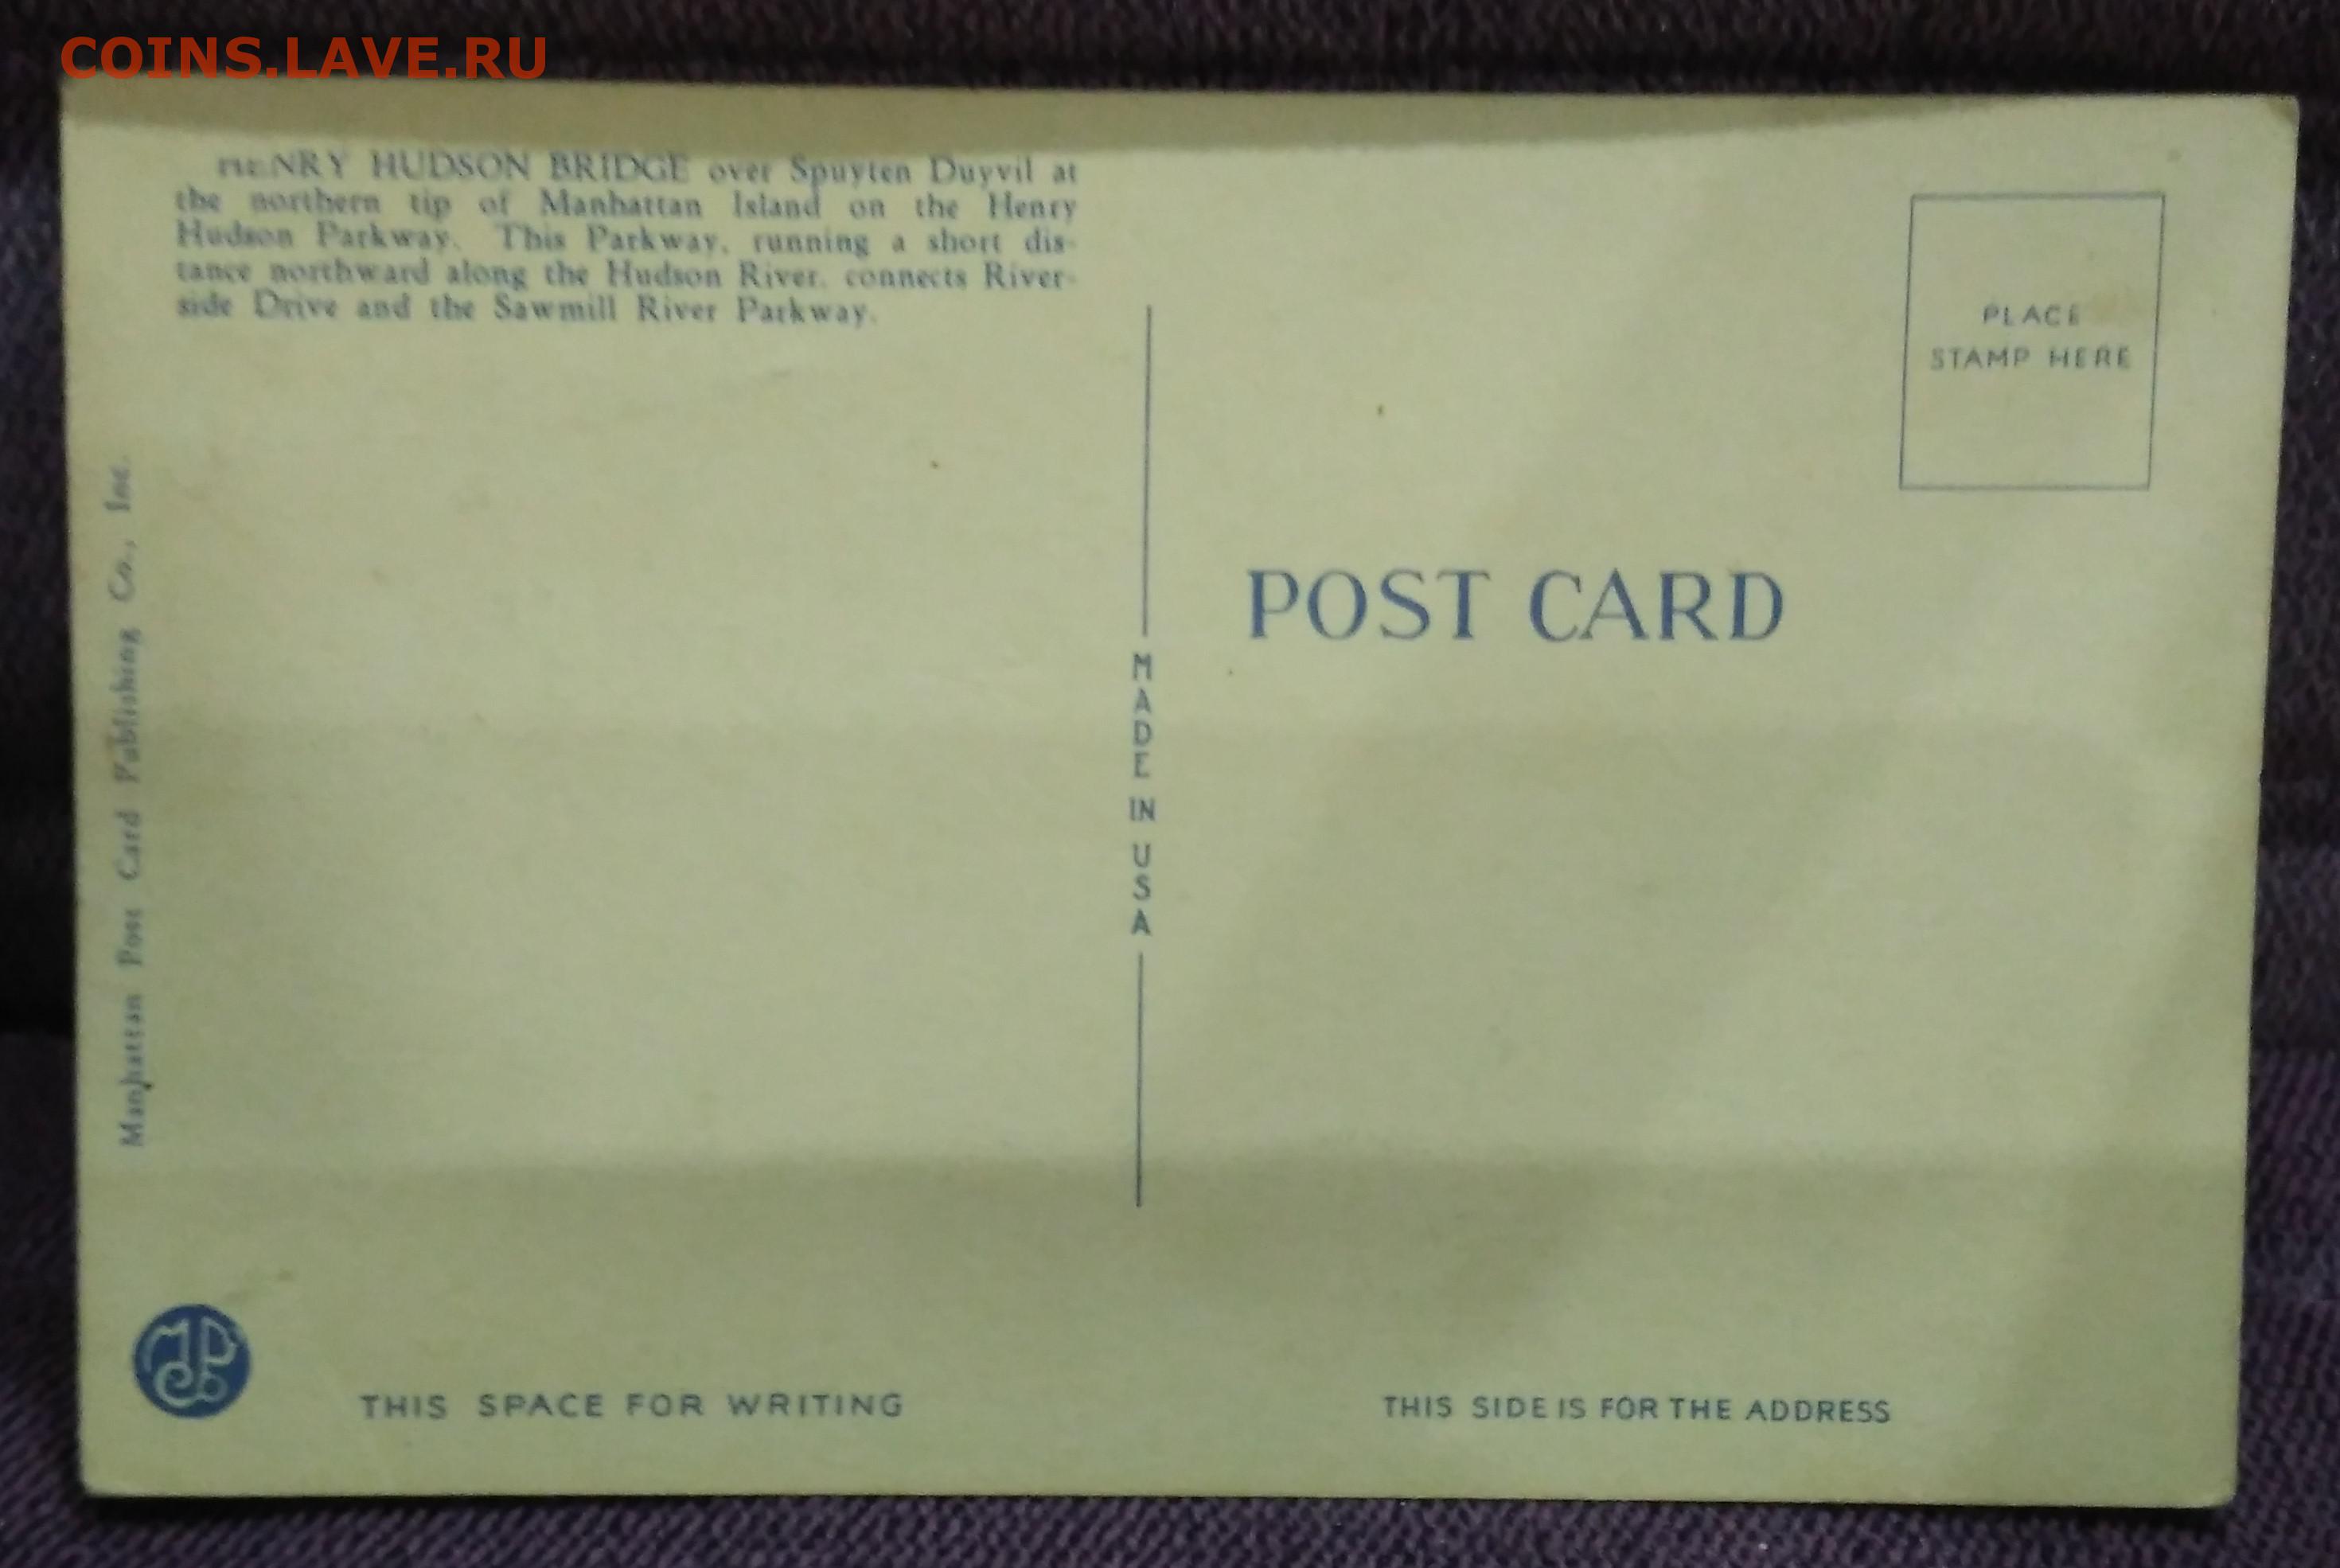 COINS.LAVE.RU
HENRY HUDSON BRIDGE over Spuyten Duyvil at
the northern tip of Manhattan Island on the Henry
Hudson Parkway. This Parkway, running a short dis-
tance northward along the Hudson River, connects River-
side Drive and the Sawmill River Parkway.
PLACE
STAMP HERE
Manhattan Post Card Publishing Co., Inc.
POST CARD
MADE IN USA
THIS SPACE FOR WRITING
THIS SIDE IS FOR THE ADDRESS